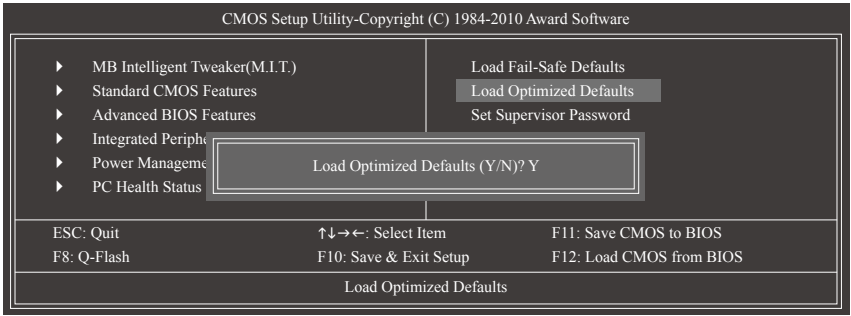 CMOS Setup Utility-Copyright (C) 1984-2010 Award Software
MB Intelligent Tweaker(M.I.T.)
Standard CMOS Features
Advanced BIOS Features
Integrated Periphe
Power Manageme
PC Health Status
Load Fail-Safe Defaults
Load Optimized Defaults
Set Supervisor Password
Load Optimized Defaults (Y/N)? Y
ESC: Quit ↑↓→←: Select Item F11: Save CMOS to BIOS
F8: Q-Flash F10: Save & Exit Setup F12: Load CMOS from BIOS
Load Optimized Defaults